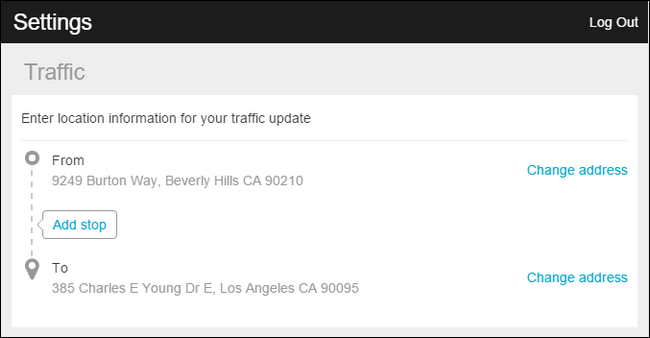 Settings
Log Out
Traffic
Enter location information for your traffic update
From
9249 Burton Way, Beverly Hills CA 90210
Change address
Add stop
To
385 Charles E Young Dr E, Los Angeles CA 90095
Change address